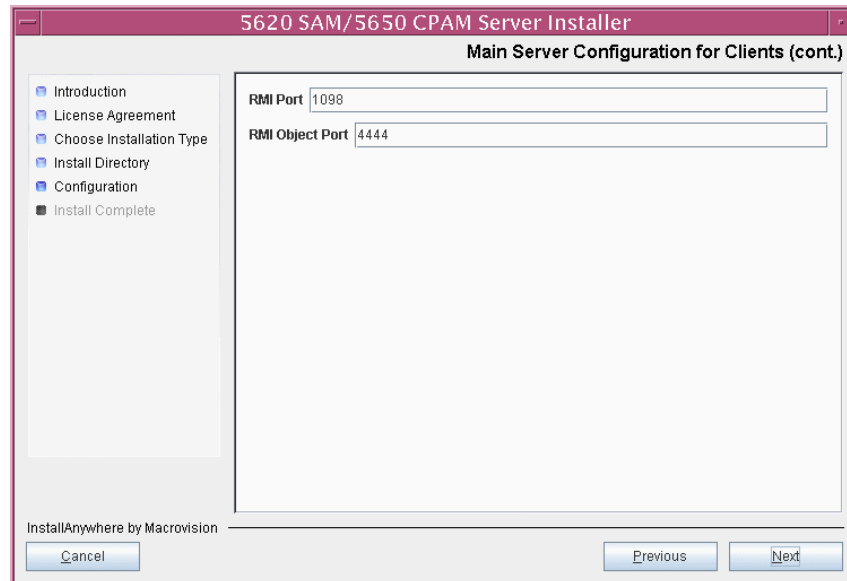 5620 SAM/5650 CPAM Server Installer
Main Server Configuration for Clients (cont.)
Introduction
License Agreement
Choose Installation Type
Install Directory
Configuration
Install Complete
RMI Port 1098
RMI Object Port 4444
InstallAnywhere by Macrovision
Cancel
Previous
Next